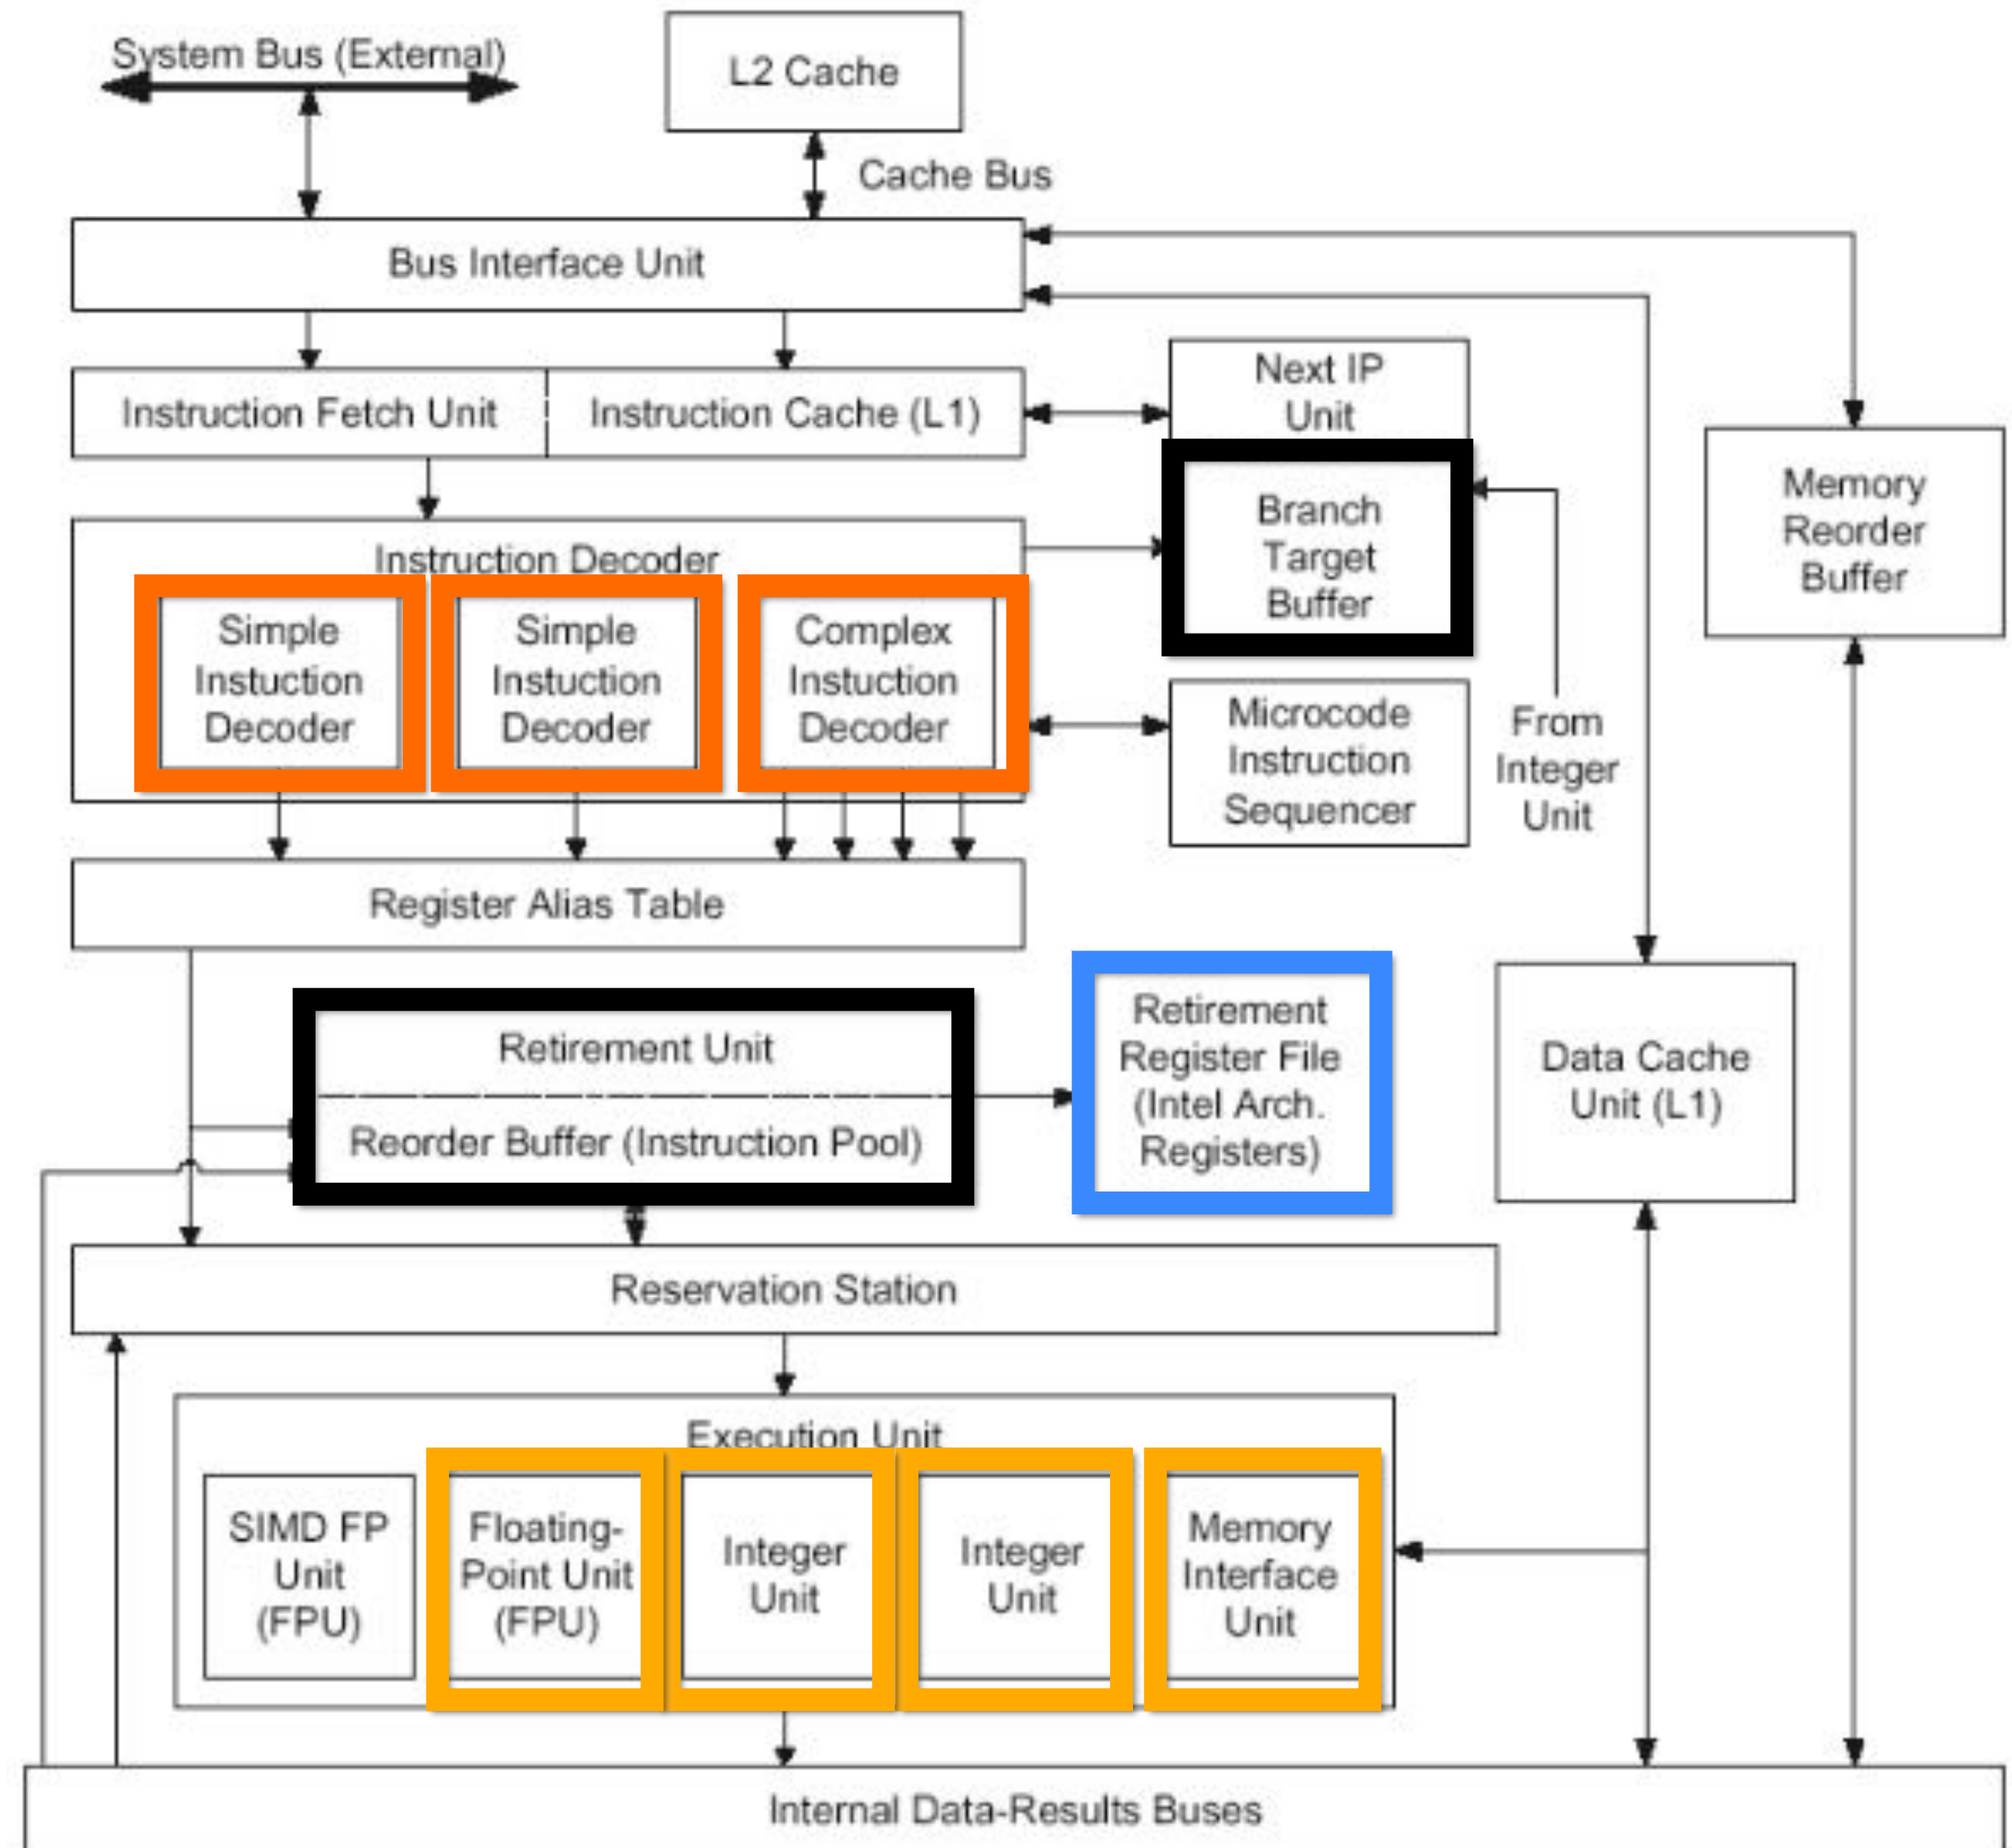 System Bus (External)
L2 Cache
Cache Bus
Bus Interface Unit
Instruction Fetch Unit
Instruction Cache (L1)
Next IP
Unit
Branch
Target
Buffer
Memory
Reorder
Buffer
Instruction Decoder
Simple
Instuction
Decoder
Simple
Instuction
Decoder
Complex
Instuction
Decoder
Microcode
Instruction
Sequencer
From
Integer
Unit
Register Alias Table
Retirement Unit
Reorder Buffer (Instruction Pool)
Retirement
Register File
(Intel Arch.
Registers)
Data Cache
Unit (L1)
Reservation Station
Execution Unit
SIMD FP
Unit
(FPU)
Floating-
Point Unit
(FPU)
Integer
Unit
Integer
Unit
Memory
Interface
Unit
Internal Data-Results Buses